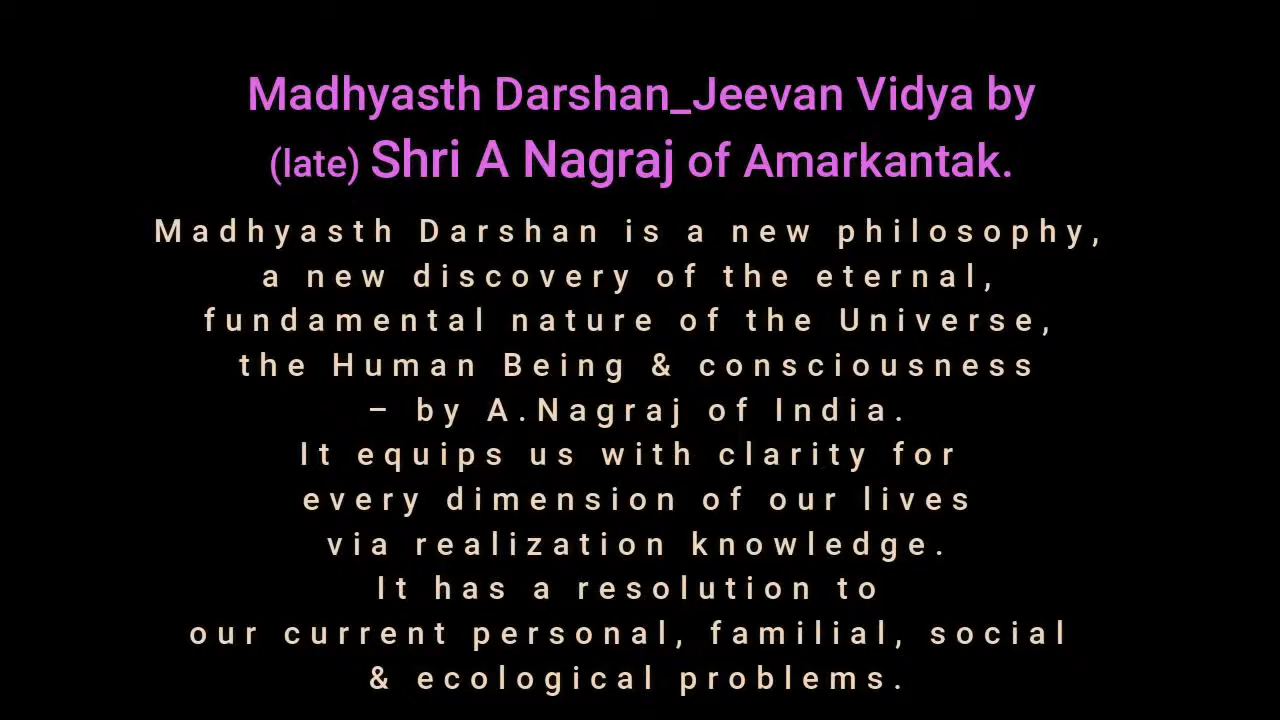 Madhyasth Darshan_Jeevan Vidya by
(late) Shri A Nagraj of Amarkantak.
Madhyasth Darshan is a new philosophy,
a new discovery of the eternal,
fundamental nature of the Universe,
the Human Being & consciousness
– by A.Nagraj of India.
It equips us with clarity for
every dimension of our lives
via realization knowledge.
It has a resolution to
our current personal, familial, social
& ecological problems.